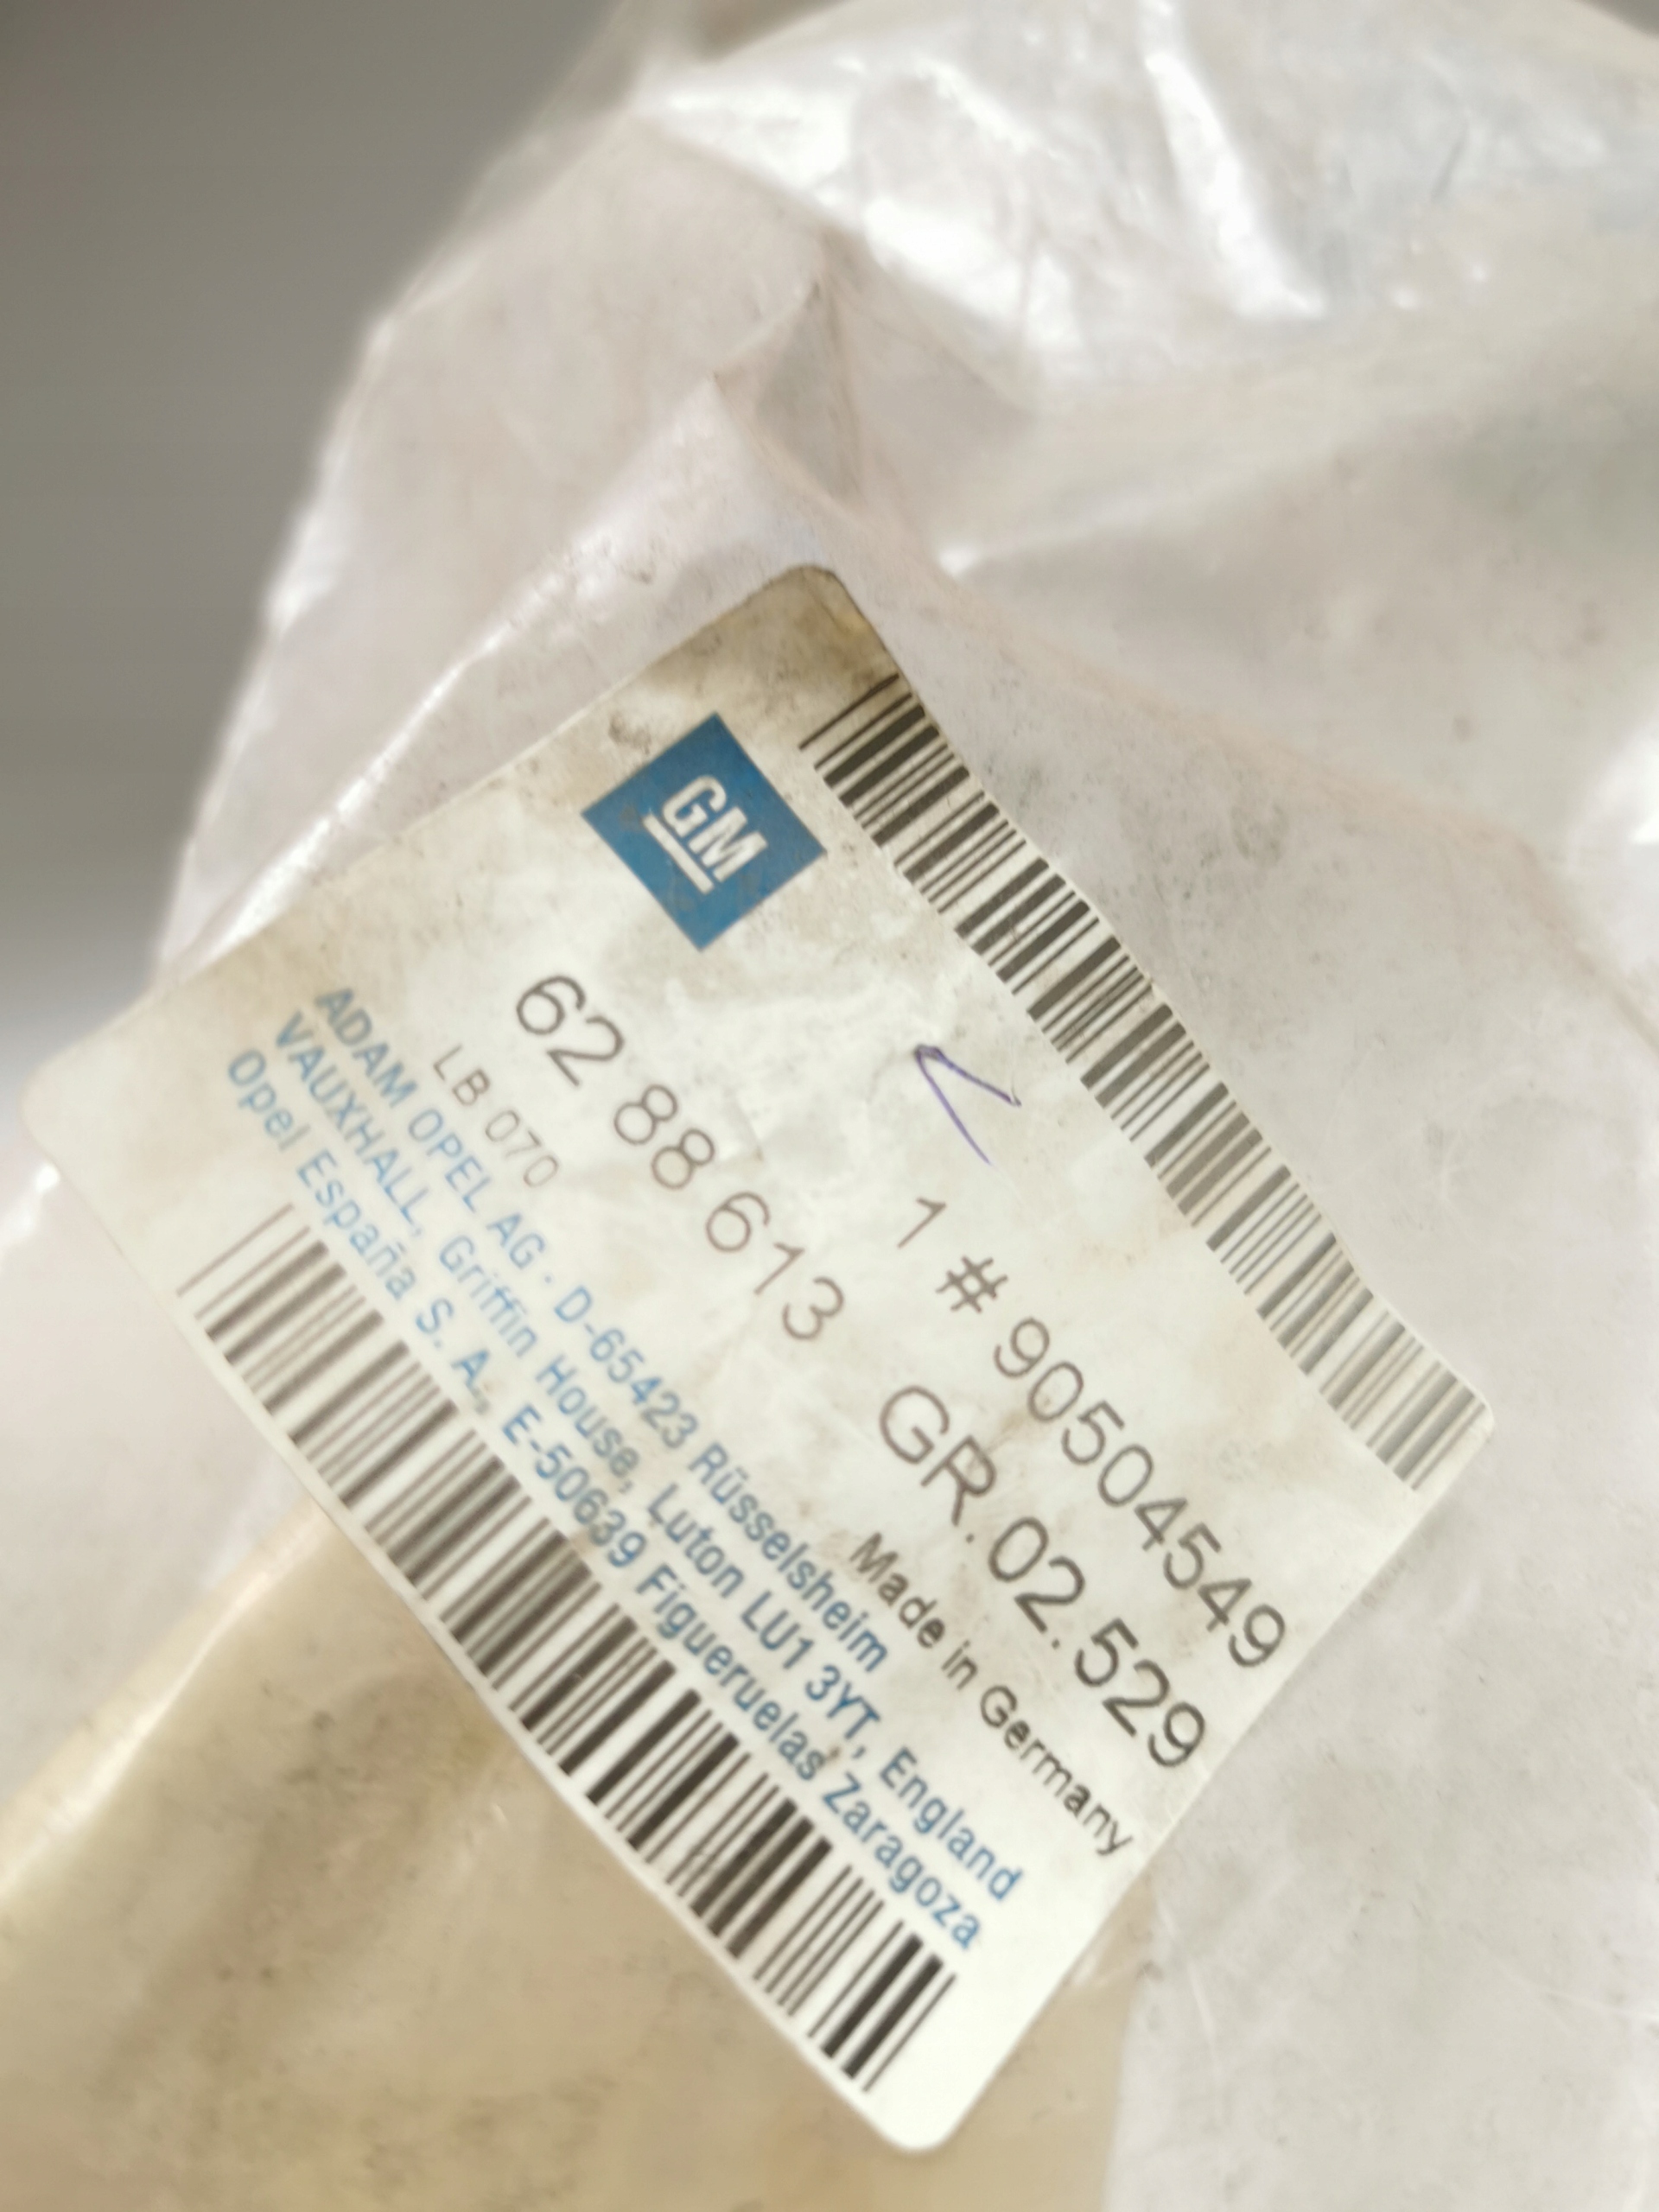 GM
1 # 90504549
62 88 613 GR. 02. 529
LB 070
Made in Germany
ADAM OPEL AG · D-65423 Rüsselsheim
VAUXHALL, Griffin House, Luton LU1 3YT, England
Opel España S. A., E-50639 Figueruelas Zaragoza